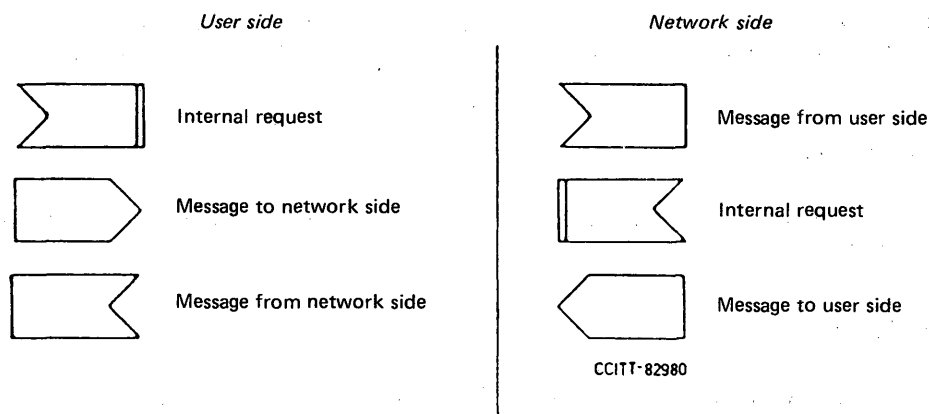 User side
Internal request
Message to network side
Message from network side
Network side
Message from user side
Internal request
Message to user side
CCITT-82980